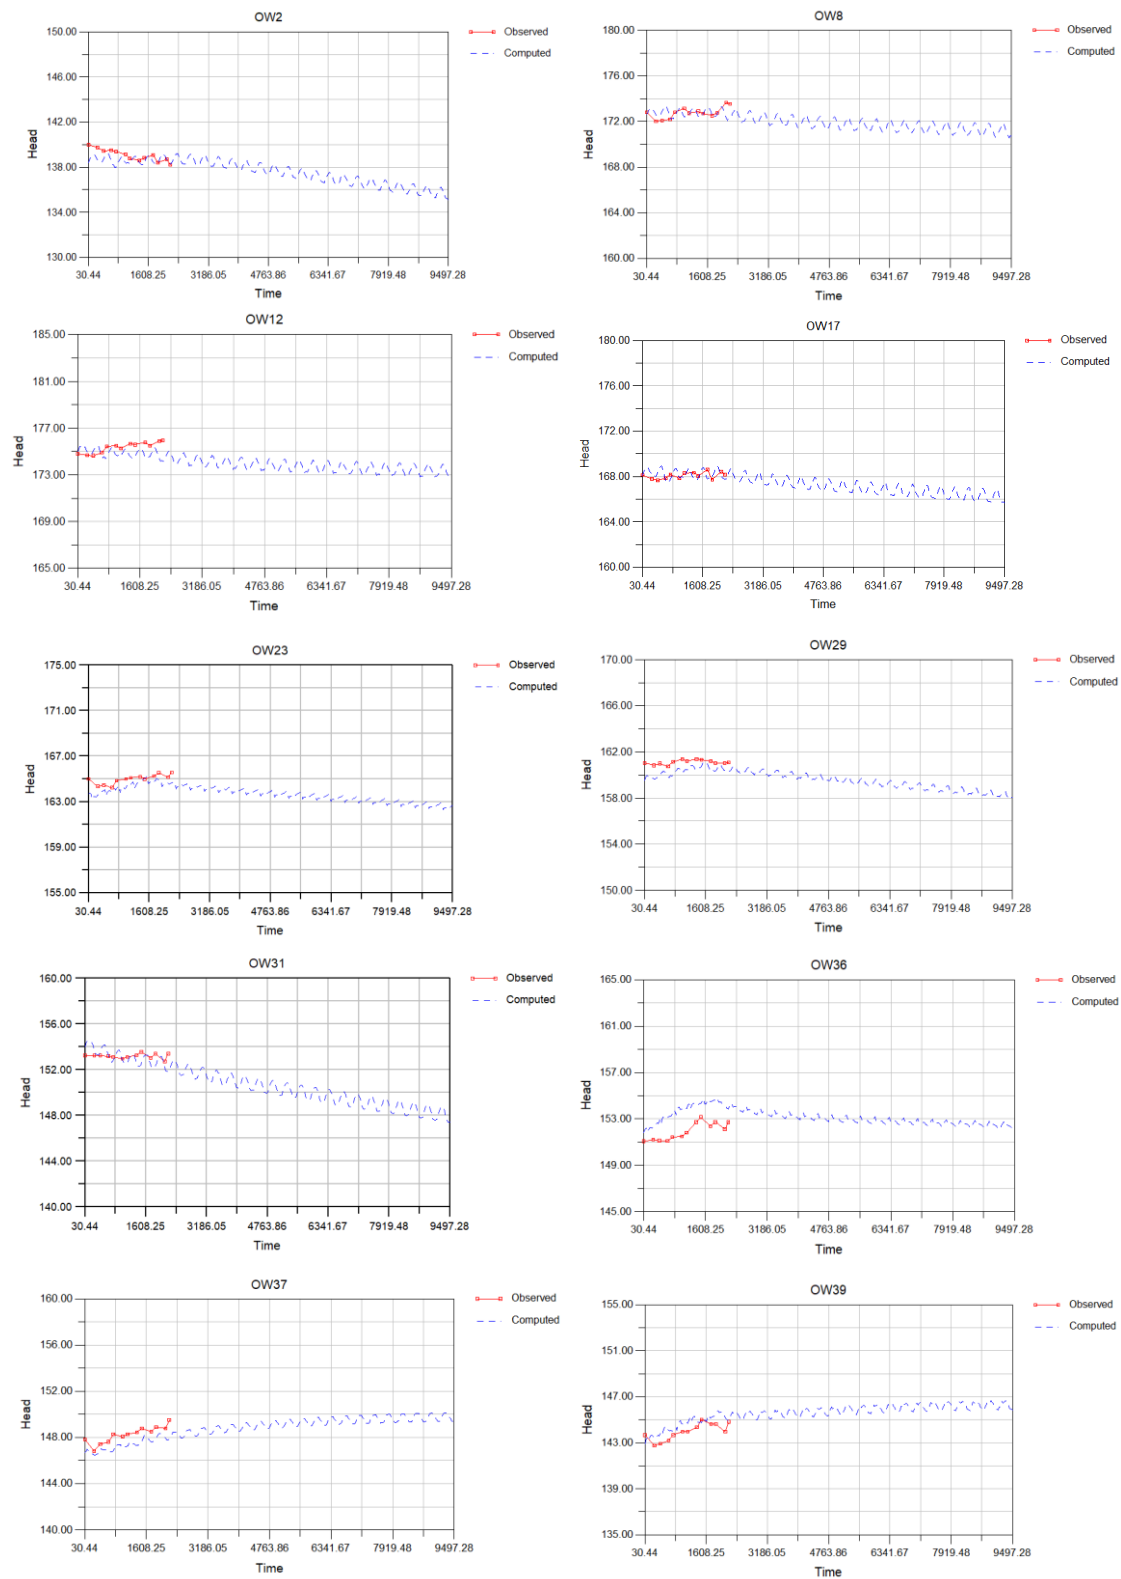 OW2
150.00
146.00
142.00
138.00
134.00
130.00
Head
30.44 1608.25 3186.05 4763.86 6341.67 7919.48 9497.28
Time
Observed
Computed
OW8
180.00
176.00
172.00
168.00
164.00
160.00
Head
30.44 1608.25 3186.05 4763.86 6341.67 7919.48 9497.28
Time
Observed
Computed
OW12
185.00
181.00
177.00
173.00
169.00
165.00
Head
30.44 1608.25 3186.05 4763.86 6341.67 7919.48 9497.28
Time
Observed
Computed
OW17
180.00
176.00
172.00
168.00
164.00
160.00
Head
30.44 1608.25 3186.05 4763.86 6341.67 7919.48 9497.28
Time
Observed
Computed
OW23
175.00
171.00
167.00
163.00
159.00
155.00
Head
30.44 1608.25 3186.05 4763.86 6341.67 7919.48 9497.28
Time
Observed
Computed
OW29
170.00
166.00
162.00
158.00
154.00
150.00
Head
30.44 1608.25 3186.05 4763.86 6341.67 7919.48 9497.28
Time
Observed
Computed
OW31
160.00
156.00
152.00
148.00
144.00
140.00
Head
30.44 1608.25 3186.05 4763.86 6341.67 7919.48 9497.28
Time
Observed
Computed
OW36
165.00
161.00
157.00
153.00
149.00
145.00
Head
30.44 1608.25 3186.05 4763.86 6341.67 7919.48 9497.28
Time
Observed
Computed
OW37
160.00
156.00
152.00
148.00
144.00
140.00
Head
30.44 1608.25 3186.05 4763.86 6341.67 7919.48 9497.28
Time
Observed
Computed
OW39
155.00
151.00
147.00
143.00
139.00
135.00
Head
30.44 1608.25 3186.05 4763.86 6341.67 7919.48 9497.28
Time
Observed
Computed